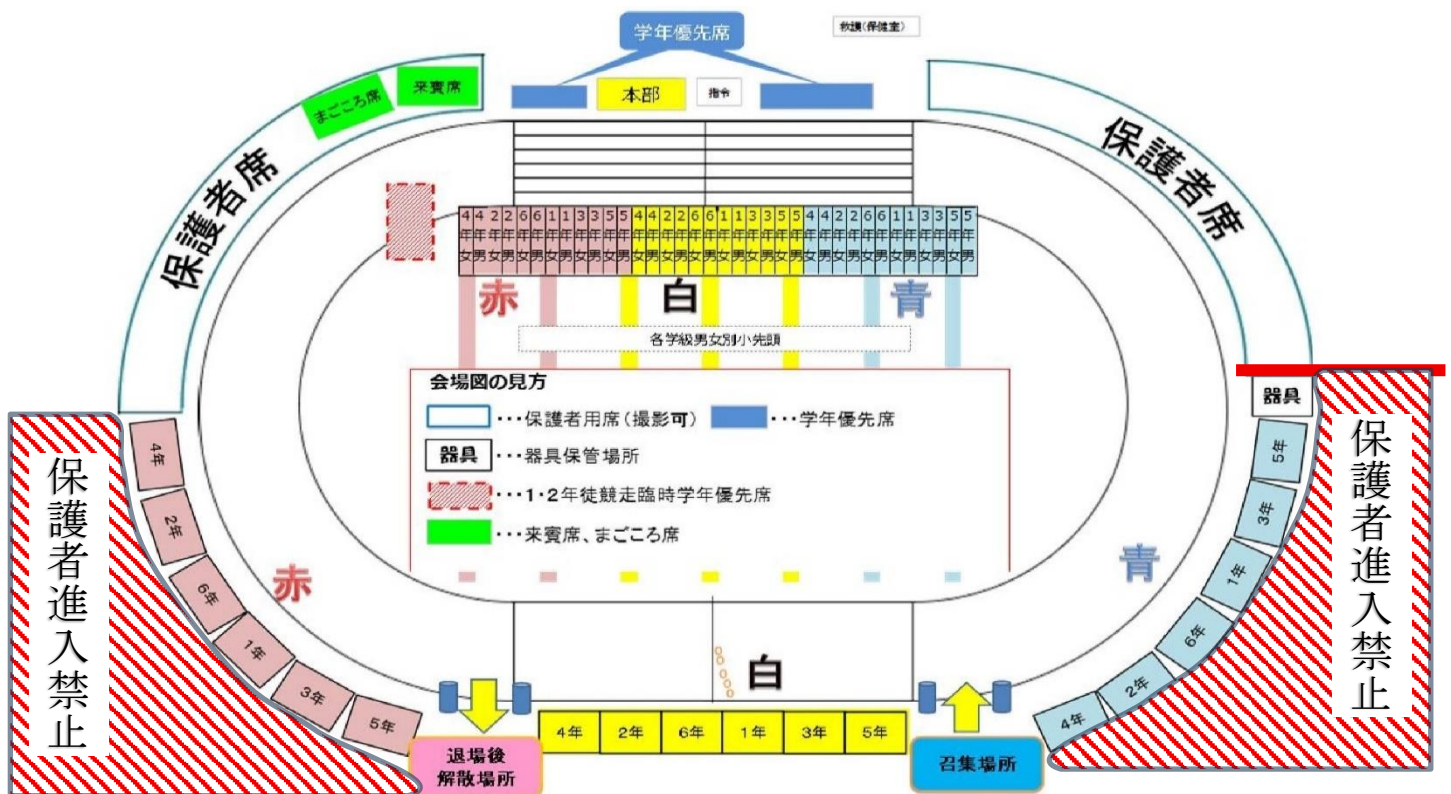 学年優先席
救護(保健室)
来賓席
まごころ席
本部
指令
保護者席
保護者席
4年女
4年男
2年女
2年男
6年女
6年男
1年女
1年男
3年女
3年男
5年女
5年男
4年女
4年男
2年女
2年男
6年女
6年男
1年女
1年男
3年女
3年男
5年女
5年男
4年女
4年男
2年女
2年男
6年女
6年男
1年女
1年男
3年女
3年男
5年女
5年男
赤
白
青
各学級男女別小先頭
会場図の見方
・・・保護者用席(撮影可)
・・・学年優先席
器具
・・・器具保管場所
・・・1・2年徒競走臨時学年優先席
・・・来賓席、まごころ席
器具
保護者進入禁止
保護者進入禁止
4年
2年
6年
1年
3年
5年
赤
青
5年
3年
1年
6年
2年
4年
白
4年
2年
6年
1年
3年
5年
退場後
解散場所
召集場所